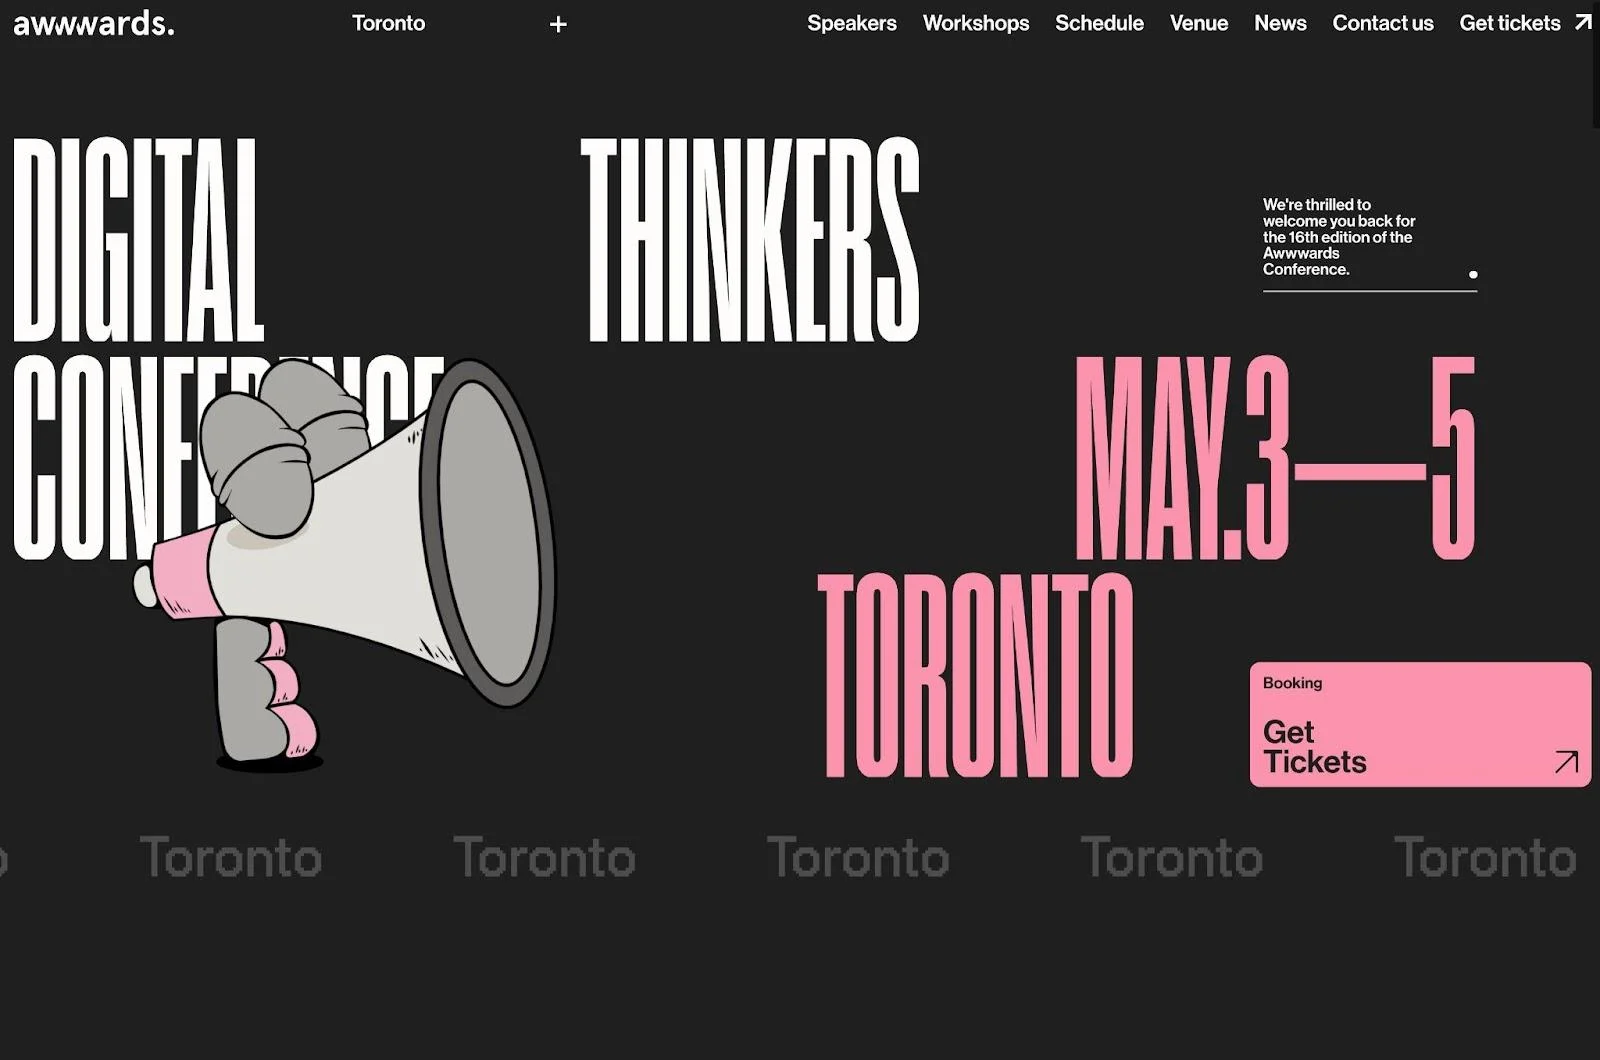 awwwards.
Toronto +
Speakers Workshops Schedule Venue News Contact us Get tickets
DIGITAL THINKERS
We're thrilled to
welcome you back for
the 16th edition of the
Awwwards
Conference.
CONFERENCE
MAY.3—5
TORONTO
Booking
Get
Tickets
Toronto Toronto Toronto Toronto Toronto